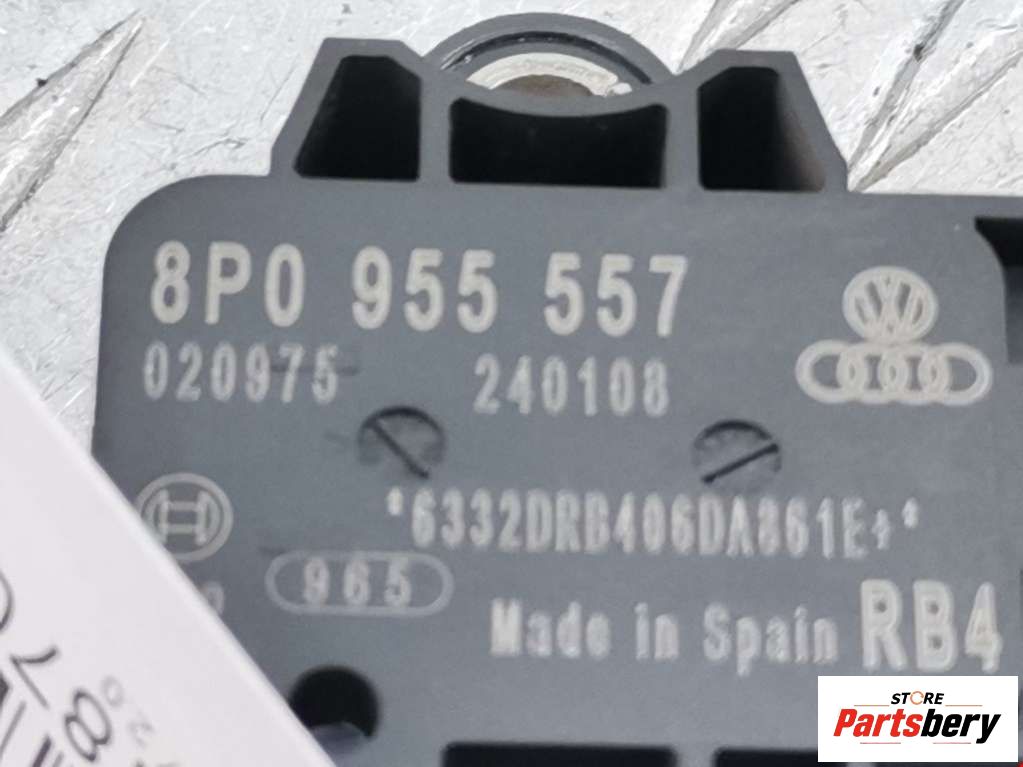 8P0 955 557
020975 240108
*6332DRB406DA861E+*
965
Made in Spain RB4
STORE
Partsbery